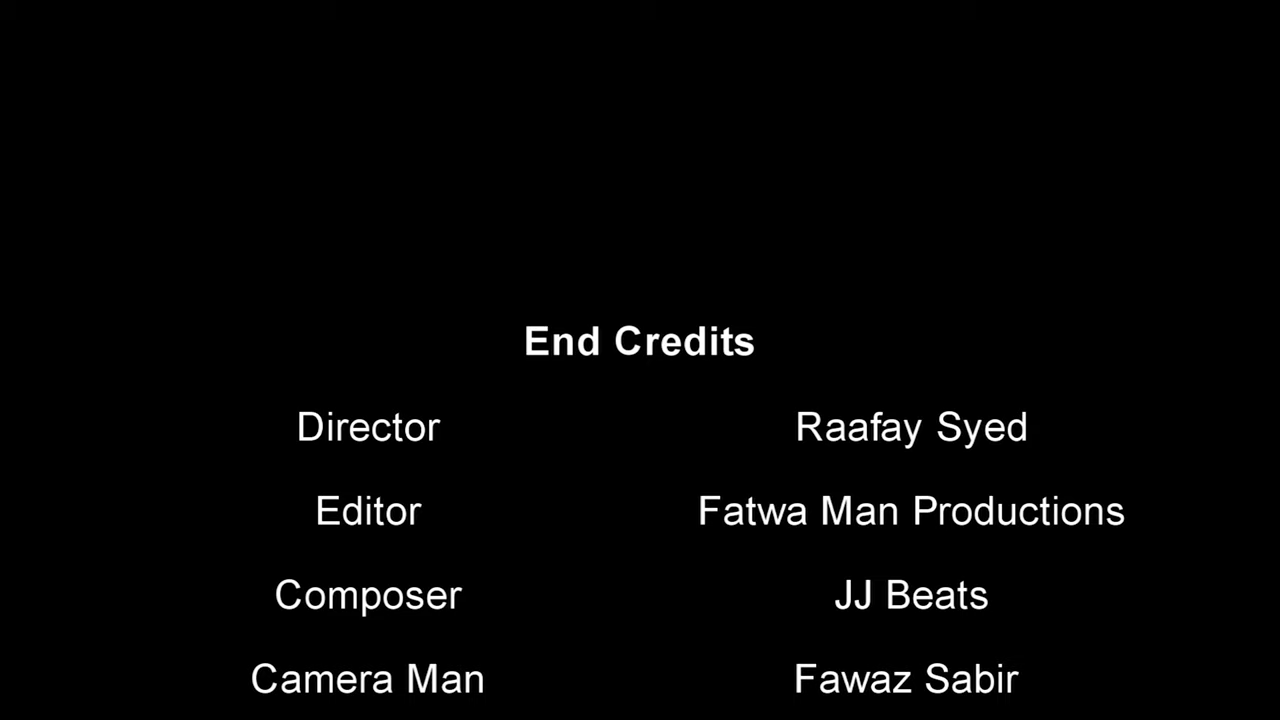 End Credits
Director Raafay Syed
Editor Fatwa Man Productions
Composer JJ Beats
Camera Man Fawaz Sabir